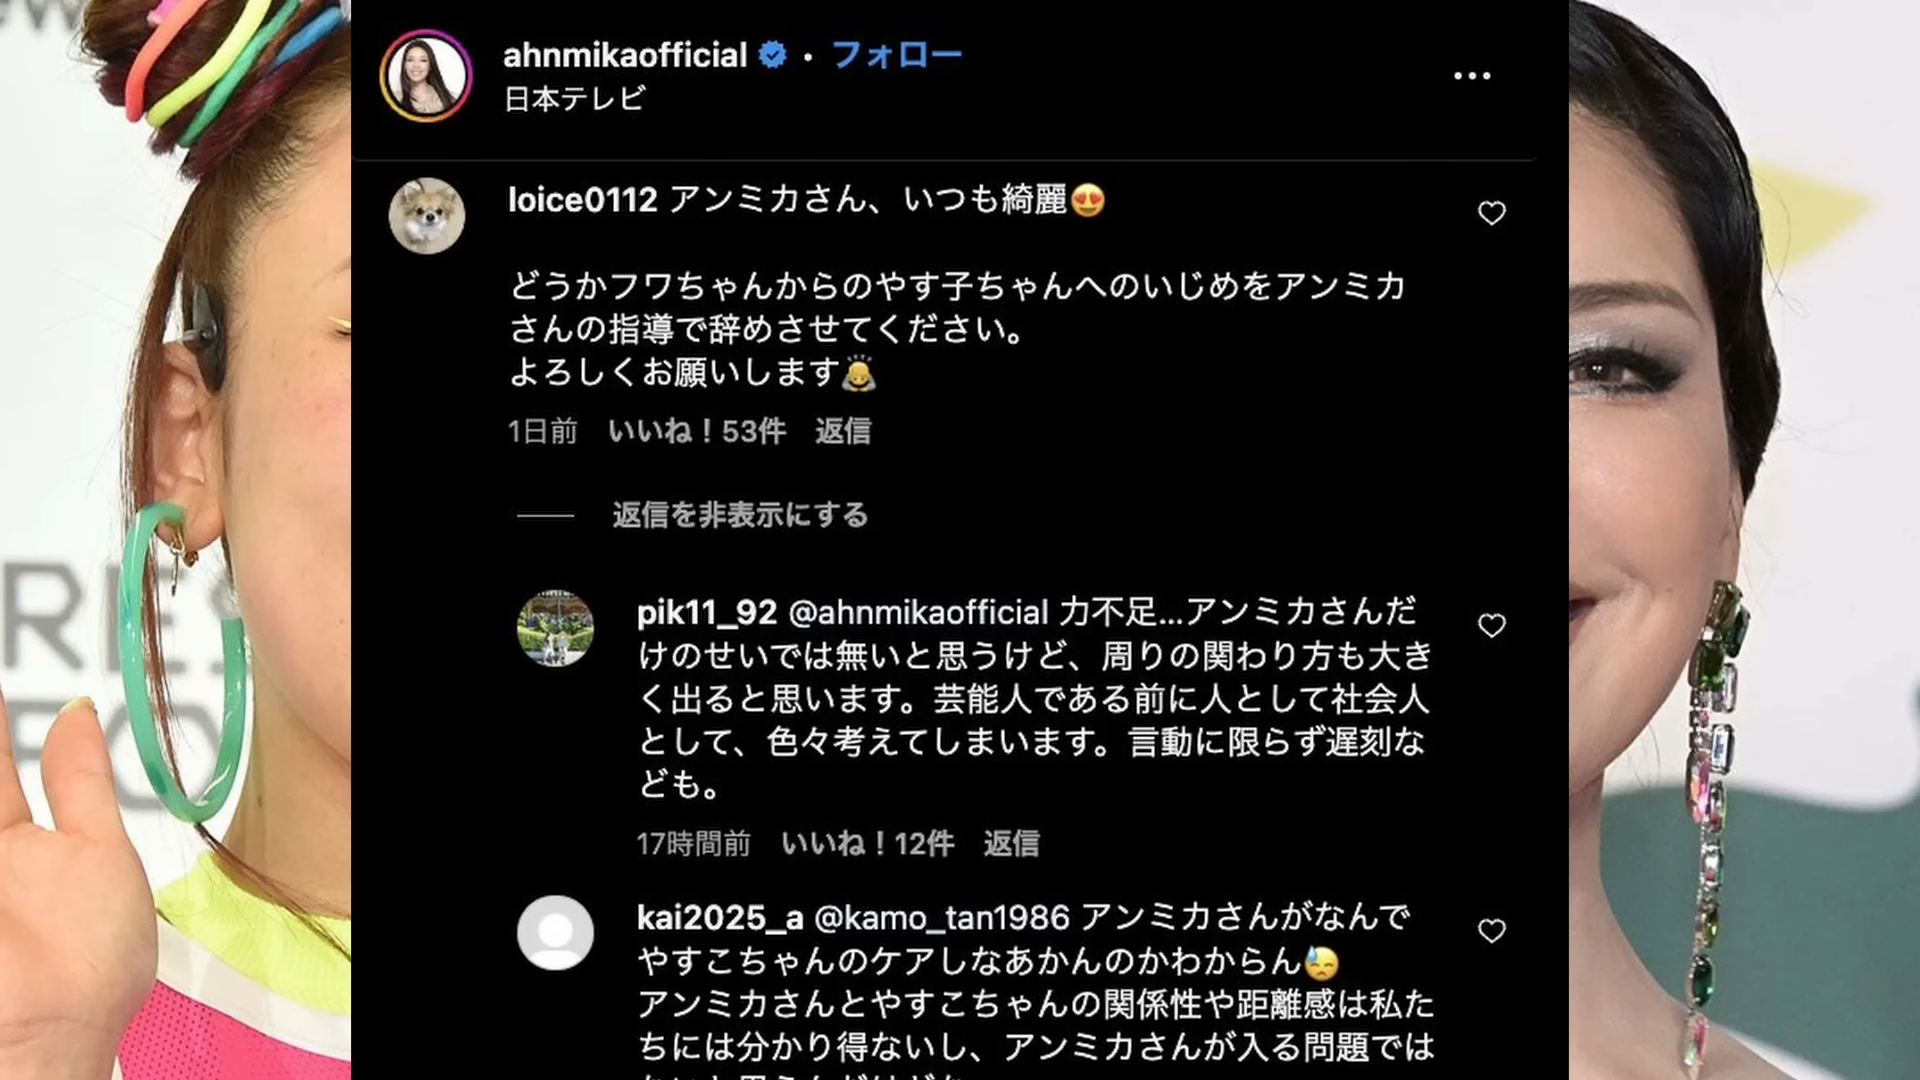 ahnmikaofficial • フォロー
日本テレビ
loice0112 アンミカさん、いつも綺麗😍
どうかフワちゃんからのやす子ちゃんへのいじめをアンミカ
さんの指導で辞めさせてください。
よろしくお願いします🙇
1日前 いいね！53件 返信
返信を非表示にする
pik11_92 @ahnmikaofficial 力不足...アンミカさんだ
けのせいでは無いと思うけど、周りの関わり方も大き
く出ると思います。芸能人である前に人として社会人
として、色々考えてしまいます。言動に限らず遅刻な
ども。
17時間前 いいね！12件 返信
kai2025_a @kamo_tan1986 アンミカさんがなんで
やすこちゃんのケアしなあかんのかわからん😓
アンミカさんとやすこちゃんの関係性や距離感は私た
ちには分かり得ないし、アンミカさんが入る問題では